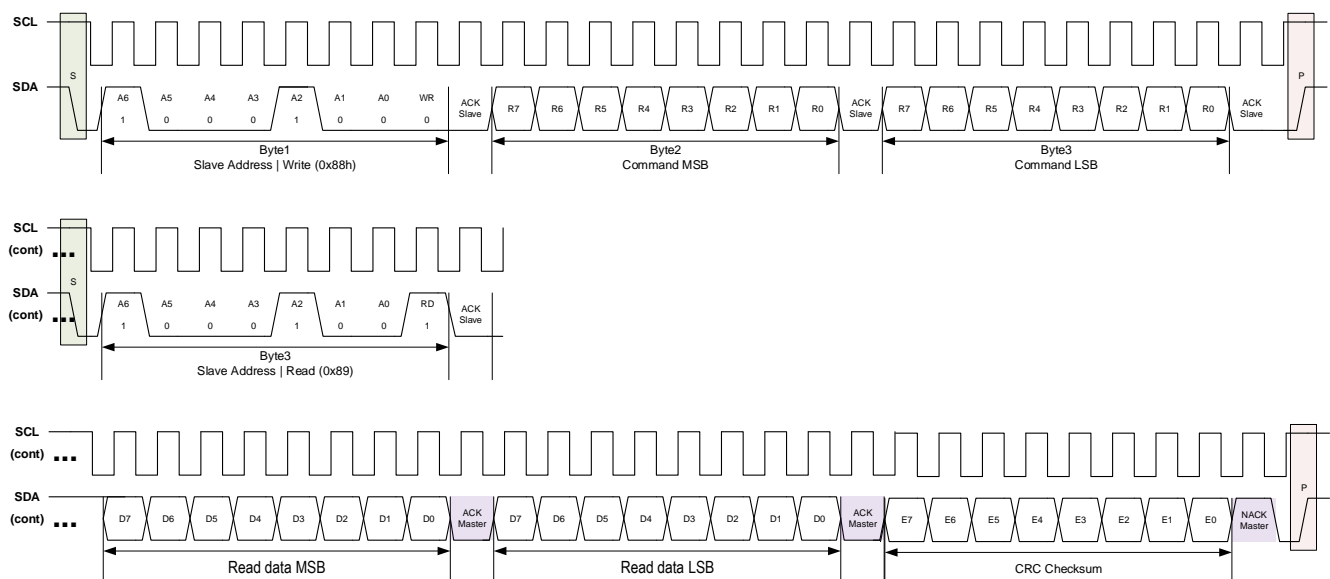 SCL
S
P
SDA
A6 A5 A4 A3 A2 A1 A0 WR ACK Slave R7 R6 R5 R4 R3 R2 R1 R0 ACK Slave R7 R6 R5 R4 R3 R2 R1 R0 ACK Slave
1 0 0 0 1 0 0 0
Byte1 Byte2 Byte3
Slave Address | Write (0x88h) Command MSB Command LSB
SCL
(cont) ...
S
SDA
(cont) ...
A6 A5 A4 A3 A2 A1 A0 RD ACK Slave
1 0 0 0 1 0 0 1
Byte3
Slave Address | Read (0x89)
SCL
(cont) ...
P
SDA
(cont) ...
D7 D6 D5 D4 D3 D2 D1 D0 ACK Master D7 D6 D5 D4 D3 D2 D1 D0 ACK Master E7 E6 E5 E4 E3 E2 E1 E0 NACK Master
Read data MSB Read data LSB CRC Checksum